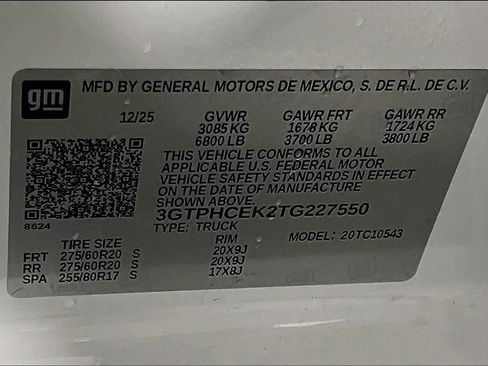 gm
MFD BY GENERAL MOTORS DE MEXICO, S. DE R.L. DE C.V.
12/25 GVWR GAWR FRT GAWR RR
3085 KG 1678 KG 1724 KG
6800 LB 3700 LB 3800 LB
THIS VEHICLE CONFORMS TO ALL
APPLICABLE U.S. FEDERAL MOTOR
VEHICLE SAFETY STANDARDS IN EFFECT
ON THE DATE OF MANUFACTURE
SHOWN ABOVE.
8624 3GTPHCEK2TG227550
TYPE: TRUCK MODEL: 20TC10543
TIRE SIZE RIM
FRT 275/60R20 S 20X9J
RR 275/60R20 S 20X9J
SPA 255/80R17 S 17X8J